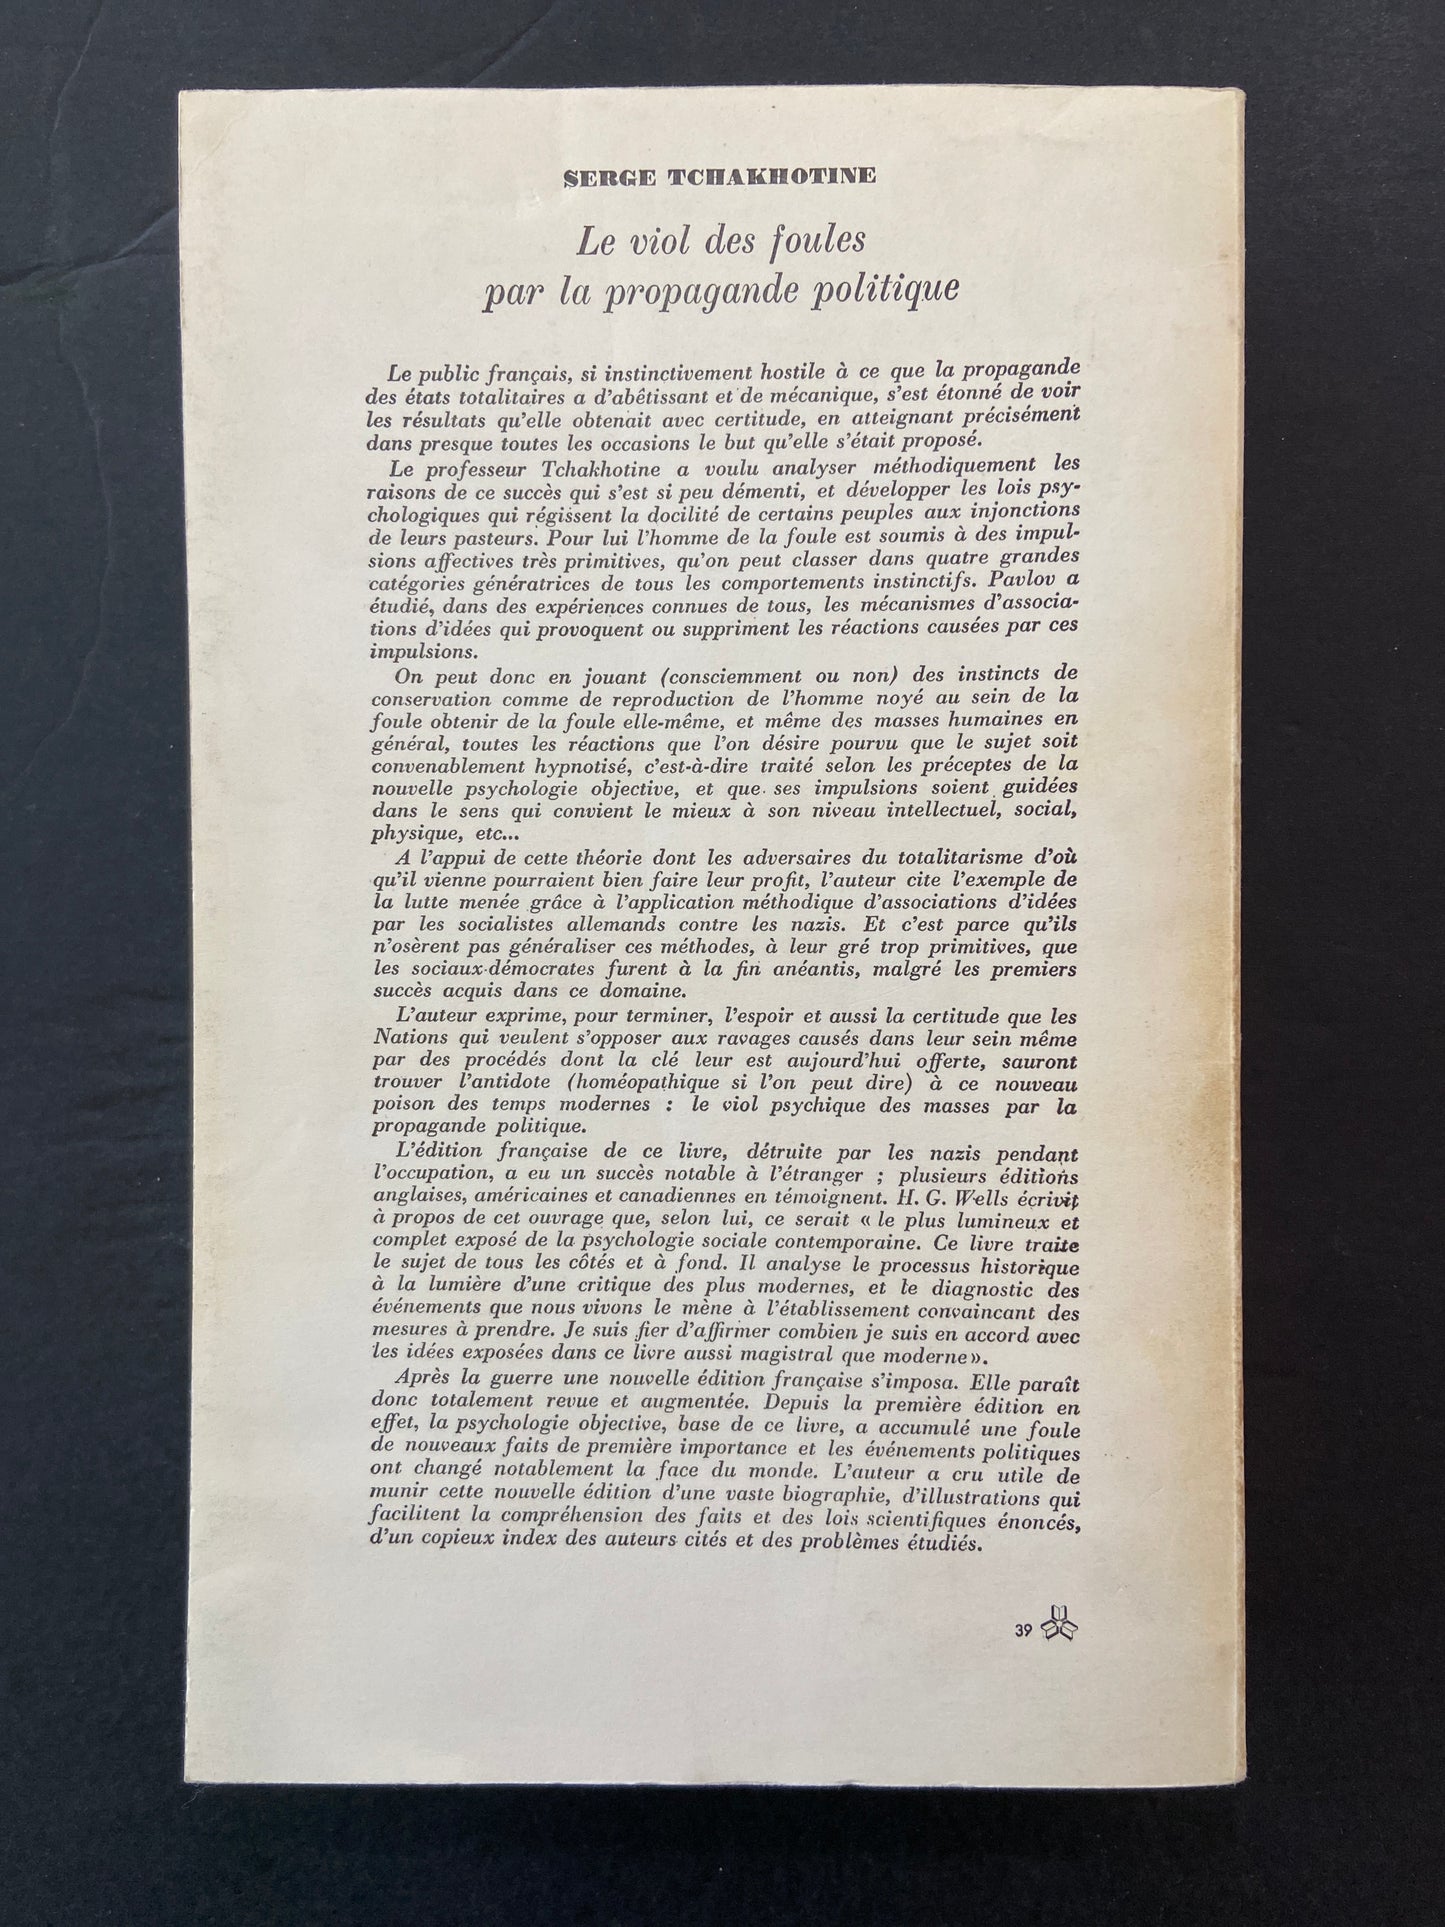 SERGE TCHAKHOTINE
Le viol des foules
par la propagande politique
Le public français, si instinctivement hostile à ce que la propagande
des états totalitaires a d'abêtissant et de mécanique, s'est étonné de voir
les résultats qu'elle obtenait avec certitude, en atteignant précisément
dans presque toutes les occasions le but qu'elle s'était proposé.
Le professeur Tchakhotine a voulu analyser méthodiquement les
raisons de ce succès qui s'est si peu démenti, et développer les lois psy-
chologiques qui régissent la docilité de certains peuples aux injonctions
de leurs pasteurs. Pour lui l'homme de la foule est soumis à des impul-
sions affectives très primitives, qu'on peut classer dans quatre grandes
catégories génératrices de tous les comportements instinctifs. Pavlov a
étudié, dans des expériences connues de tous, les mécanismes d'associa-
tions d'idées qui provoquent ou suppriment les réactions causées par ces
impulsions.
On peut donc en jouant (consciemment ou non) des instincts de
conservation comme de reproduction de l'homme noyé au sein de la
foule obtenir de la foule elle-même, et même des masses humaines en
général, toutes les réactions que l'on désire pourvu que le sujet soit
convenablement hypnotisé, c'est-à-dire traité selon les préceptes de la
nouvelle psychologie objective, et que ses impulsions soient guidées
dans le sens qui convient le mieux à son niveau intellectuel, social,
physique, etc...
A l'appui de cette théorie dont les adversaires du totalitarisme d'où
qu'il vienne pourraient bien faire leur profit, l'auteur cite l'exemple de
la lutte menée grâce à l'application méthodique d'associations d'idées
par les socialistes allemands contre les nazis. Et c'est parce qu'ils
n'osèrent pas généraliser ces méthodes, à leur gré trop primitives, que
les sociaux-démocrates furent à la fin anéantis, malgré les premiers
succès acquis dans ce domaine.
L'auteur exprime, pour terminer, l'espoir et aussi la certitude que les
Nations qui veulent s'opposer aux ravages causés dans leur sein même
par des procédés dont la clé leur est aujourd'hui offerte, sauront
trouver l'antidote (homéopathique si l'on peut dire) à ce nouveau
poison des temps modernes : le viol psychique des masses par la
propagande politique.
L'édition française de ce livre, détruite par les nazis pendant
l'occupation, a eu un succès notable à l'étranger ; plusieurs éditions
anglaises, américaines et canadiennes en témoignent. H. G. Wells écrivit
à propos de cet ouvrage que, selon lui, ce serait « le plus lumineux et
complet exposé de la psychologie sociale contemporaine. Ce livre traite
le sujet de tous les côtés et à fond. Il analyse le processus historique
à la lumière d'une critique des plus modernes, et le diagnostic des
événements que nous vivons le mène à l'établissement convaincant des
mesures à prendre. Je suis fier d'affirmer combien je suis en accord avec
les idées exposées dans ce livre aussi magistral que moderne».
Après la guerre une nouvelle édition française s'imposa. Elle paraît
donc totalement revue et augmentée. Depuis la première édition en
effet, la psychologie objective, base de ce livre, a accumulé une foule
de nouveaux faits de première importance et les événements politiques
ont changé notablement la face du monde. L'auteur a cru utile de
munir cette nouvelle édition d'une vaste biographie, d'illustrations qui
facilitent la compréhension des faits et des lois scientifiques énoncés,
d'un copieux index des auteurs cités et des problèmes étudiés.
39